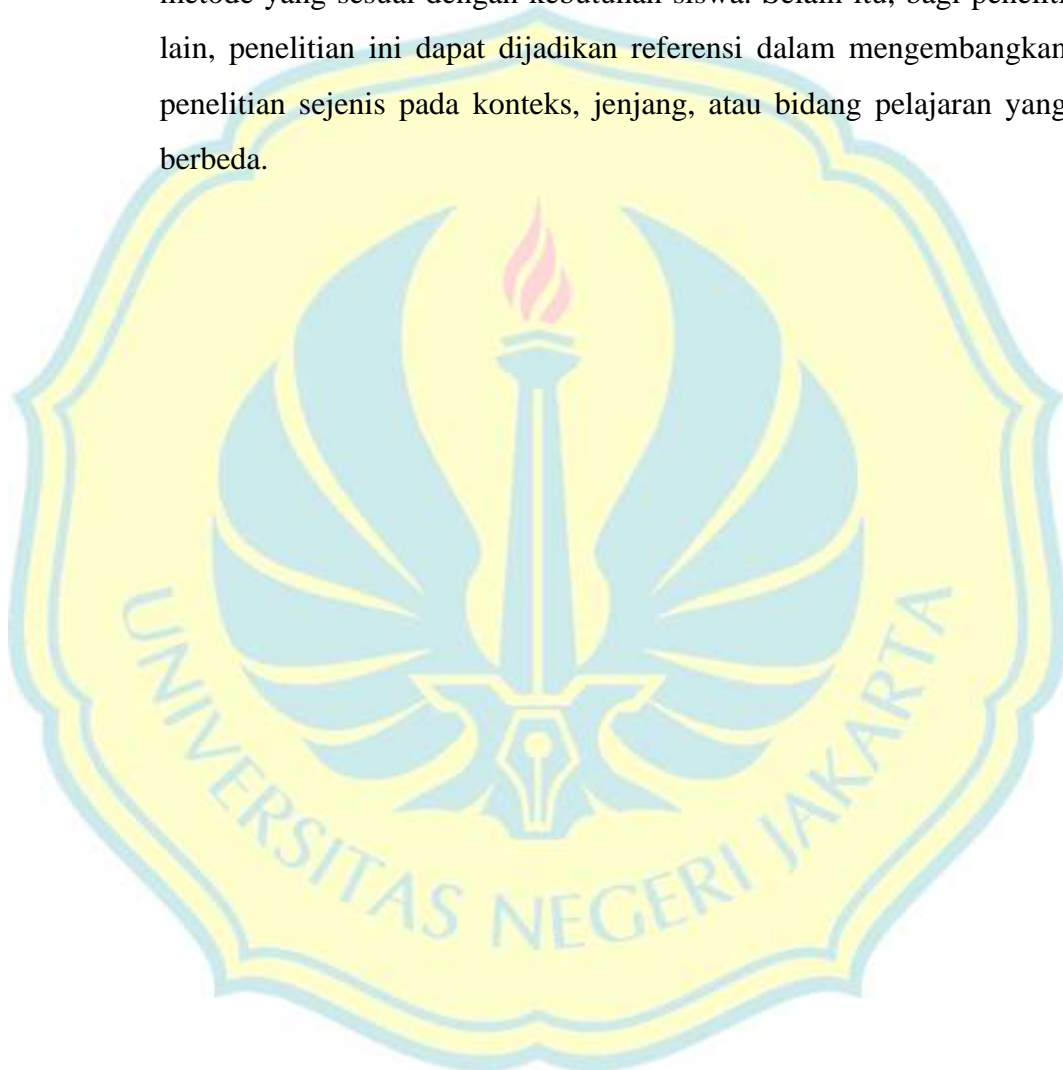 metode yang sesuai dengan kebutuhan siswa. Selain itu, bagi peneliti
lain, penelitian ini dapat dijadikan referensi dalam mengembangkan
penelitian sejenis pada konteks, jenjang, atau bidang pelajaran yang
berbeda.
UNIVERSITAS NEGERI JAKARTA